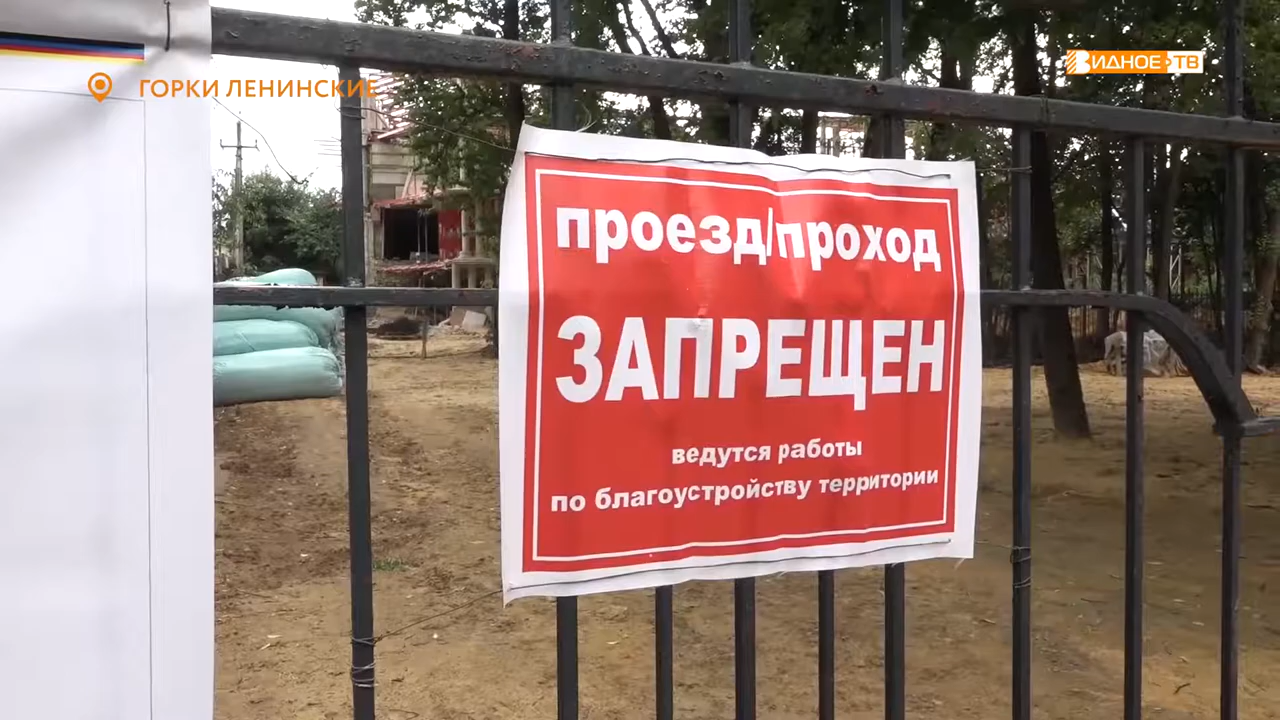 ГОРКИ ЛЕНИНСКИЕ
ВИДНОЕ ТВ
проезд/проход
ЗАПРЕЩЕН
ведутся работы
по благоустройству территории